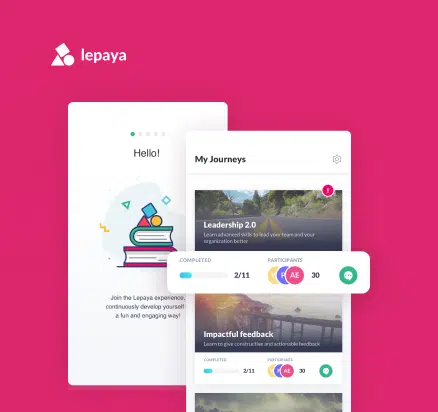 lepaya
Hello!
Join the Lepaya experience,
continuously develop yourself
a fun and engaging way!
My Journeys
!
Leadership 2.0
Learn advanced skills to lead your team and your
organization better
COMPLETED
PARTICIPANTS
2/11
AE
30
Impactful feedback
Learn to give constructive and actionable feedback
COMPLETED
PARTICIPANTS
2/11
AE
30